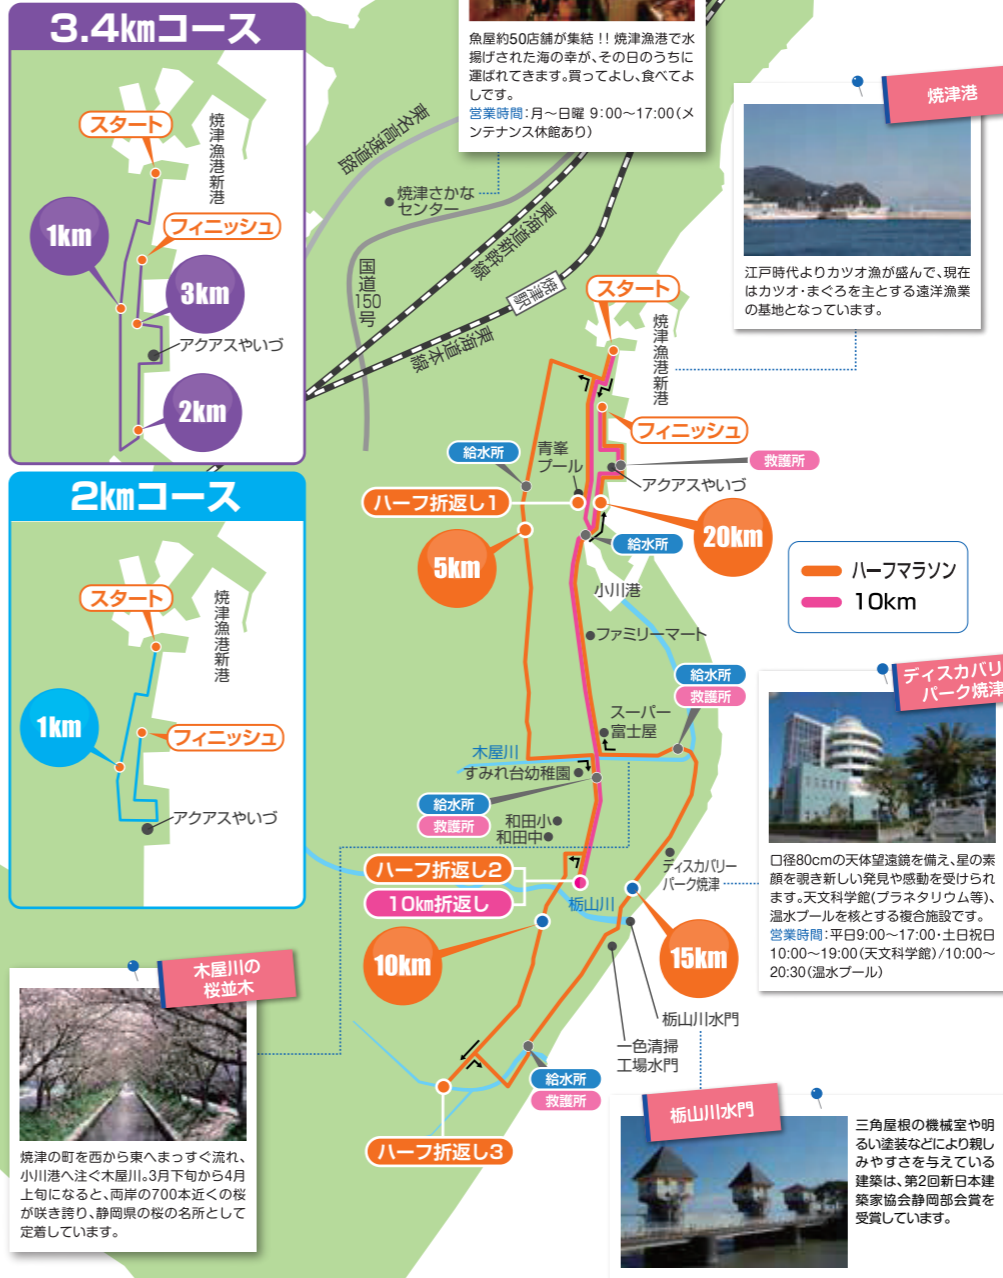 3.4kmコース
スタート
焼津漁港新港
1km
フィニッシュ
3km
アクアスやいづ
2km
2kmコース
スタート
焼津漁港新港
1km
フィニッシュ
アクアスやいづ
魚屋約50店舗が集結!!焼津漁港で水
揚げされた海の幸が、その日のうちに
運ばれてきます。買ってよし、食べてよ
しです。
営業時間:月〜日曜 9:00〜17:00(メ
ンテナンス休館あり)
焼津港
江戸時代よりカツオ漁が盛んで、現在
はカツオ・まぐろを主とする遠洋漁業
の基地となっています。
東名高速道路
焼津さかな
センター
東海道新幹線
国道150号
焼津駅
東海道本線
スタート
焼津漁港新港
フィニッシュ
給水所
青峯
プール
救護所
アクアスやいづ
ハーフ折返し1
20km
給水所
5km
小川港
ハーフマラソン
10km
ファミリーマート
給水所
救護所
スーパー
富士屋
木屋川
すみれ台幼稚園
給水所
救護所
和田小
和田中
ディスカバリー
パーク焼津
ハーフ折返し2
10km折返し
栃山川
10km
15km
栃山川水門
一色清掃
工場水門
給水所
救護所
ハーフ折返し3
ディスカバリ
パーク焼津
口径80cmの天体望遠鏡を備え、星の素
顔を覗き新しい発見や感動を受けられ
ます。天文科学館(プラネタリウム等)、
温水プールを核とする複合施設です。
営業時間:平日9:00〜17:00・土日祝日
10:00〜19:00(天文科学館)/10:00〜
20:30(温水プール)
木屋川の
桜並木
焼津の町を西から東へまっすぐ流れ、
小川港へ注ぐ木屋川。3月下旬から4月
上旬になると、両岸の700本近くの桜
が咲き誇り、静岡県の桜の名所として
定着しています。
栃山川水門
三角屋根の機械室や明
るい塗装などにより親し
みやすさを与えている
建築は、第2回新日本建
築家協会静岡部会賞を
受賞しています。